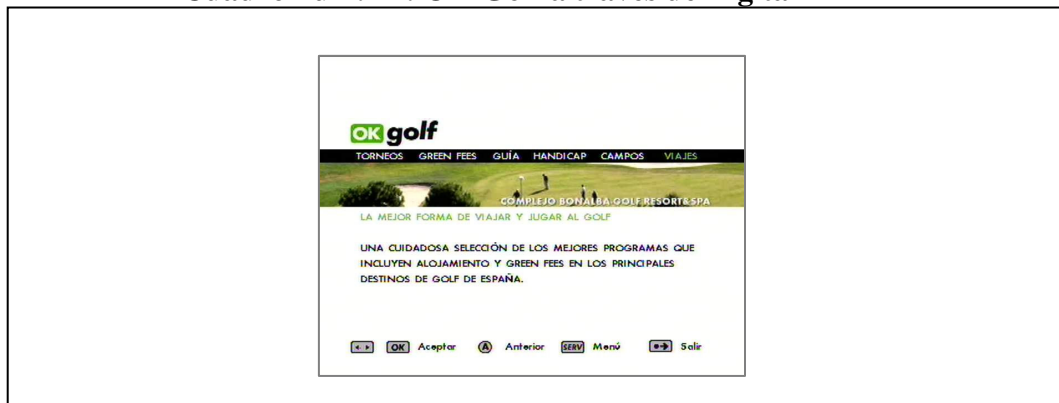 OK golf
TORNEOS GREEN FEES GUÍA HANDICAP CAMPOS VIAJES
COMPLEJO BONALBA GOLF RESORT&SPA
LA MEJOR FORMA DE VIAJAR Y JUGAR AL GOLF
UNA CUIDADOSA SELECCIÓN DE LOS MEJORES PROGRAMAS QUE
INCLUYEN ALOJAMIENTO Y GREEN FEES EN LOS PRINCIPALES
DESTINOS DE GOLF DE ESPAÑA.
OK Aceptar A Anterior SERV Menú Salir